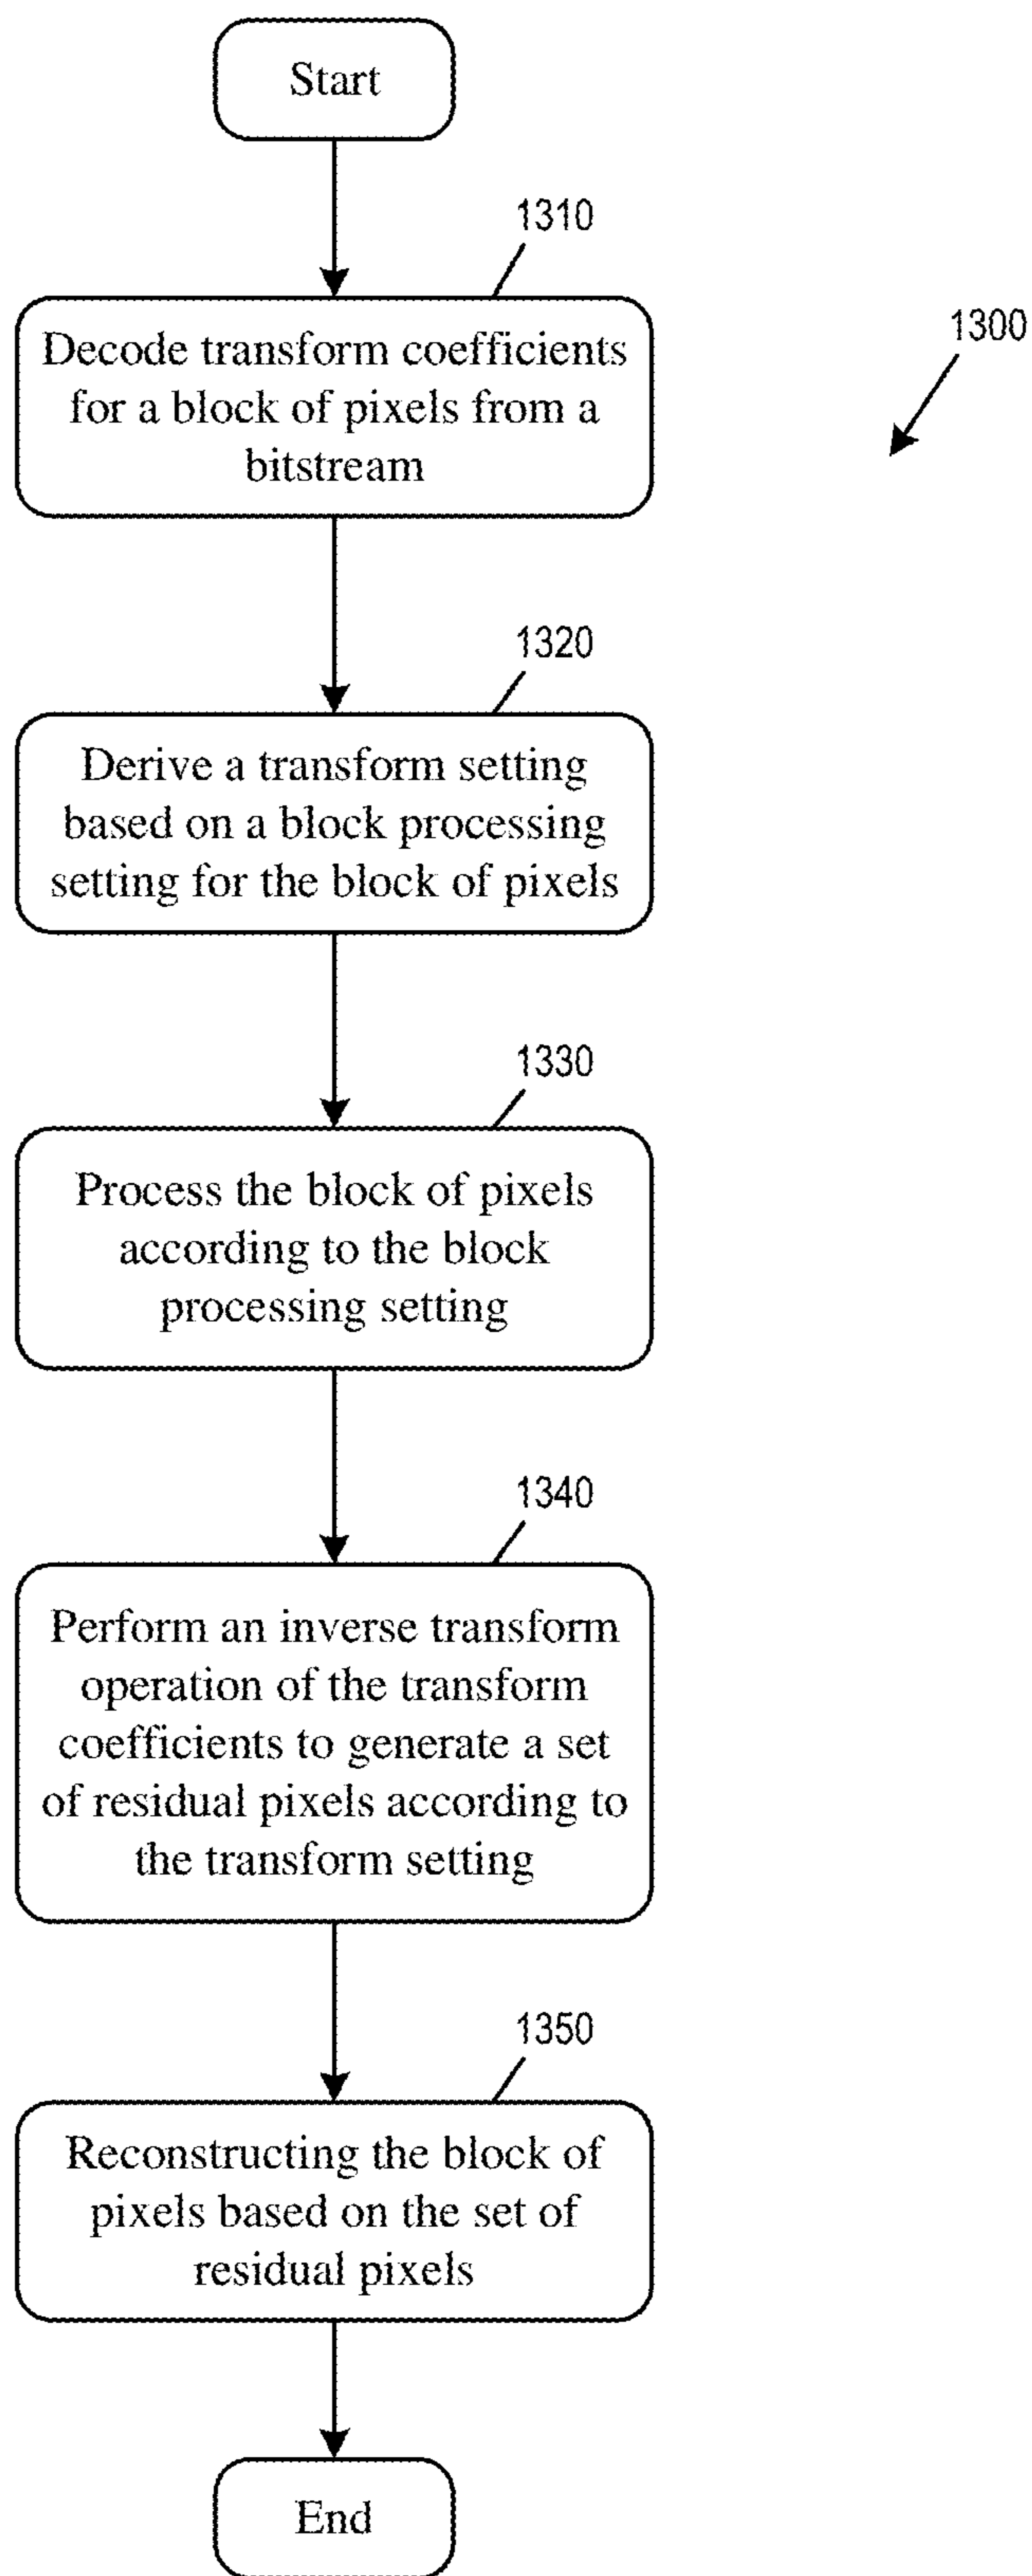 Start
1310
1300
Decode transform coefficients
for a block of pixels from a
bitstream
1320
Derive a transform setting
based on a block processing
setting for the block of pixels
1330
Process the block of pixels
according to the block
processing setting
1340
Perform an inverse transform
operation of the transform
coefficients to generate a set
of residual pixels according to
the transform setting
1350
Reconstructing the block of
pixels based on the set of
residual pixels
End